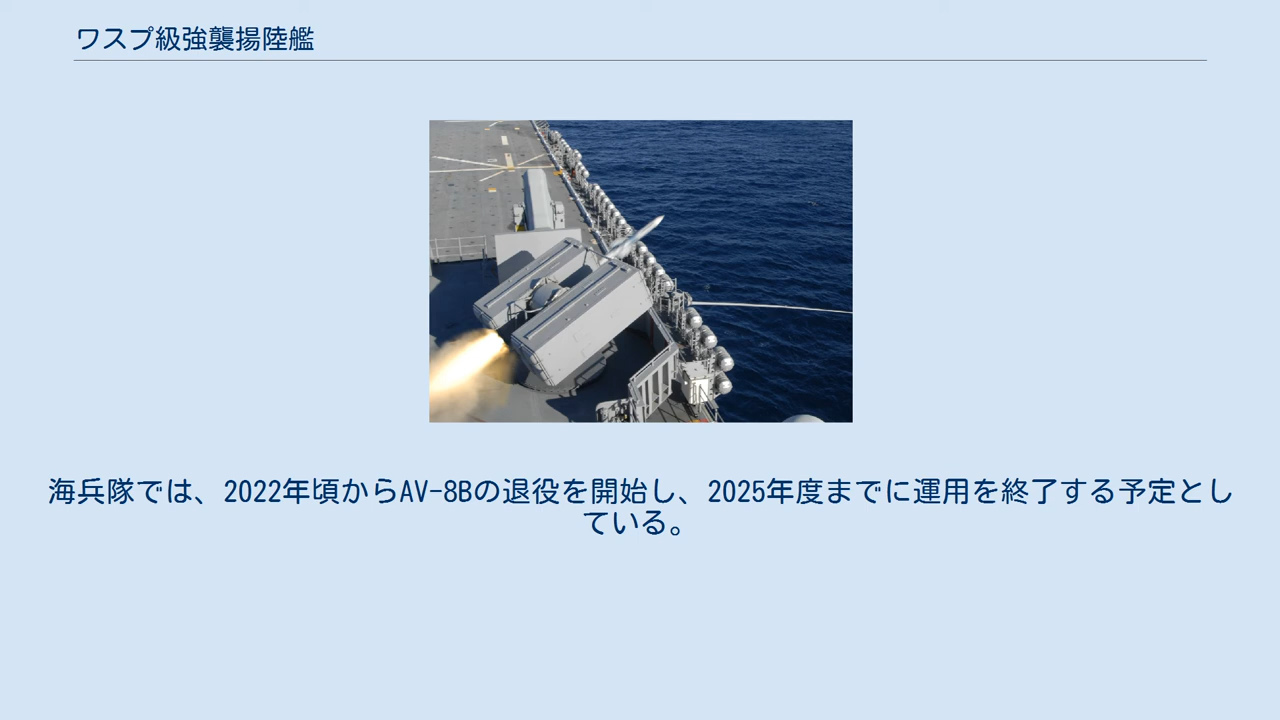 ワスプ級強襲揚陸艦
海兵隊では、2022年頃からAV-8Bの退役を開始し、2025年度までに運用を終了する予定とし
ている。